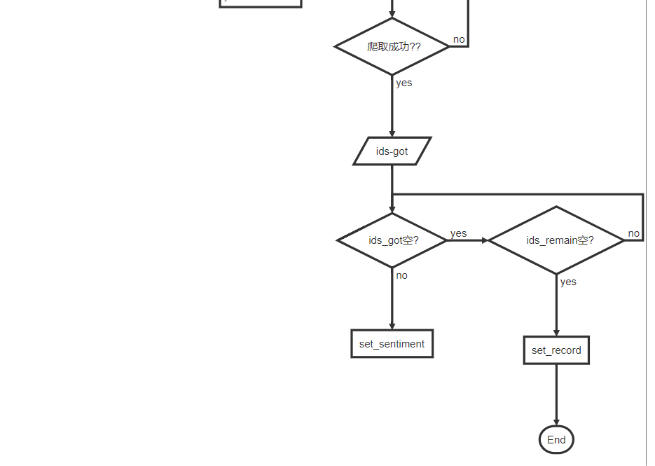 爬取成功??
no
yes
ids-got
ids_got空?
yes
ids_remain空?
no
no
yes
set_sentiment
set_record
End